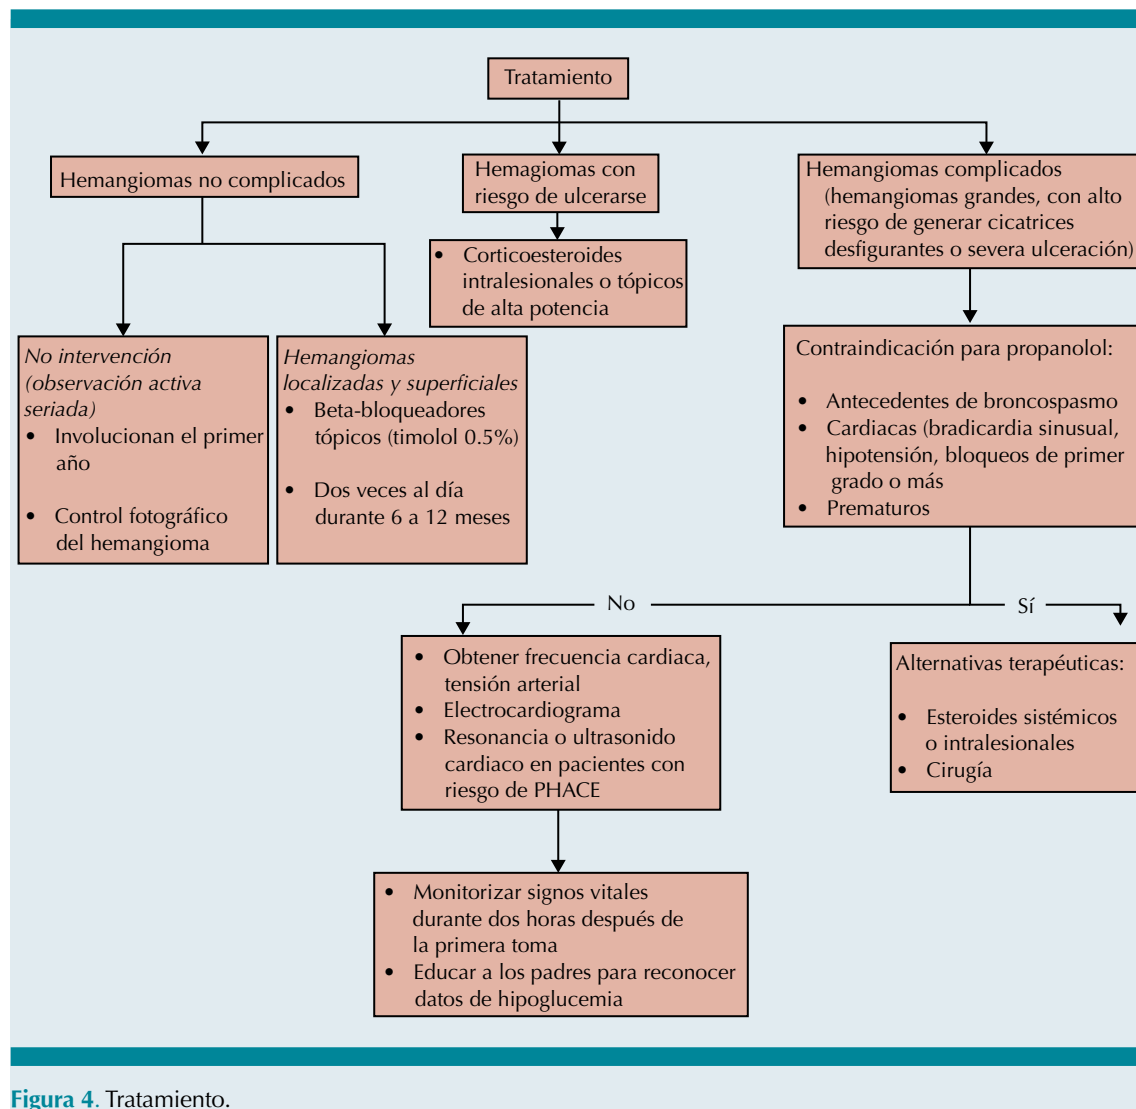 Tratamiento
Hemangiomas no complicados
Hemagiomas con
riesgo de ulcerarse
Hemangiomas complicados
(hemangiomas grandes, con alto
riesgo de generar cicatrices
desfigurantes o severa ulceración)
• Corticoesteroides
intralesionales o tópicos
de alta potencia
No intervención
(observación activa
seriada)
• Involucionan el primer
año
• Control fotográfico
del hemangioma
Hemangiomas
localizadas y superficiales
• Beta-bloqueadores
tópicos (timolol 0.5%)
• Dos veces al día
durante 6 a 12 meses
Contraindicación para propanolol:
• Antecedentes de broncospasmo
• Cardiacas (bradicardia sinusual,
hipotensión, bloqueos de primer
grado o más
• Prematuros
No
Sí
• Obtener frecuencia cardiaca,
tensión arterial
• Electrocardiograma
• Resonancia o ultrasonido
cardiaco en pacientes con
riesgo de PHACE
Alternativas terapéuticas:
• Esteroides sistémicos
o intralesionales
• Cirugía
• Monitorizar signos vitales
durante dos horas después de
la primera toma
• Educar a los padres para reconocer
datos de hipoglucemia
Figura 4. Tratamiento.